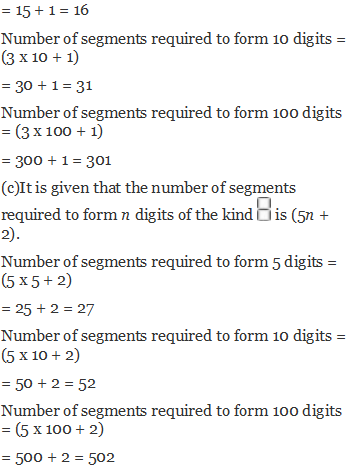 = 15 + 1 = 16
Number of segments required to form 10 digits =
(3 x 10 + 1)
= 30 + 1 = 31
Number of segments required to form 100 digits
= (3 x 100 + 1)
= 300 + 1 = 301
(c)It is given that the number of segments
required to form n digits of the kind is (5n +
2).
Number of segments required to form 5 digits =
(5 x 5 + 2)
= 25 + 2 = 27
Number of segments required to form 10 digits =
(5 x 10 + 2)
= 50 + 2 = 52
Number of segments required to form 100 digits
= (5 x 100 + 2)
= 500 + 2 = 502